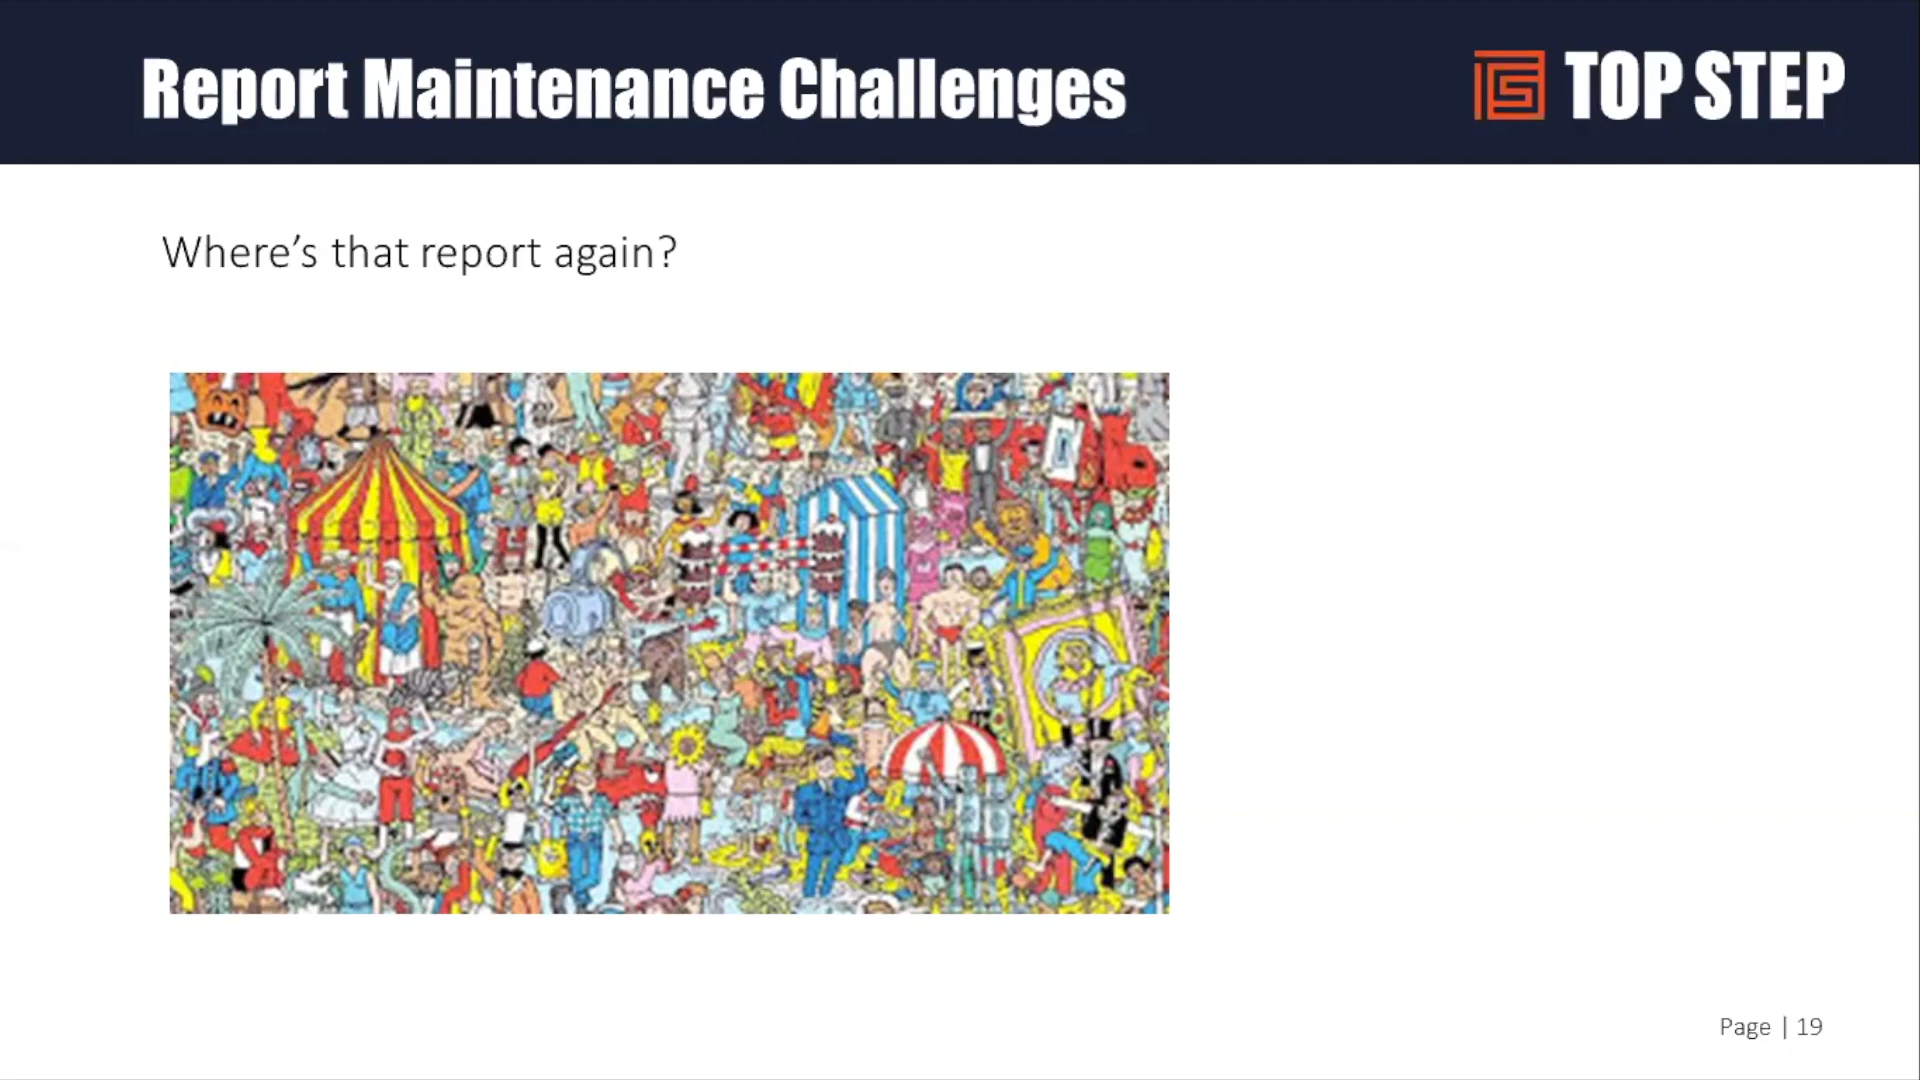 Report Maintenance Challenges
TOP STEP
Where’s that report again?
Page | 19